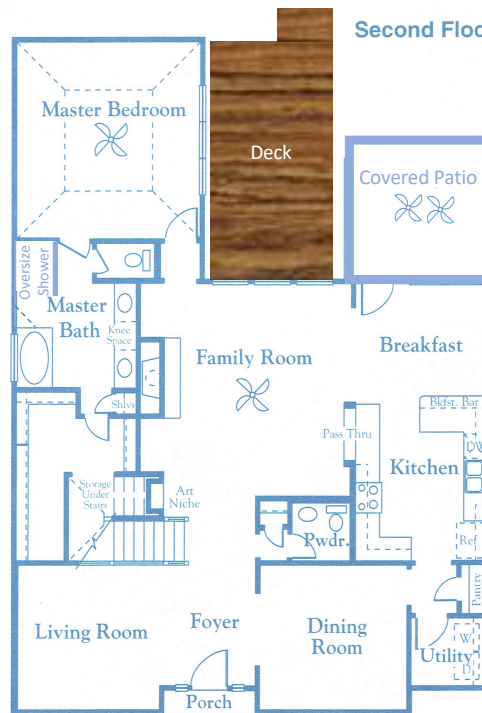 Second Floo
Master Bedroom
Deck
Covered Patio
Oversize
Shower
Master
Bath
Knee
Space
Family Room
Breakfast
Shlvs
Bkfst. Bar
Pass Thru
DW
Kitchen
Storage
Under
Stairs
Art
Niche
Pwdr.
Ref
Pantry
Living Room
Foyer
Dining
Room
W
D
Utility
Porch